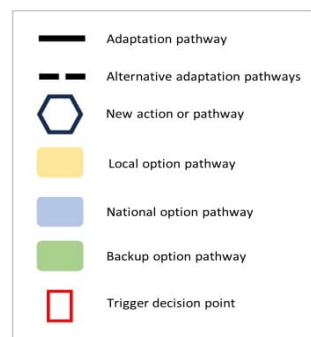 Adaptation pathway
Alternative adaptation pathways
New action or pathway
Local option pathway
National option pathway
Backup option pathway
Trigger decision point